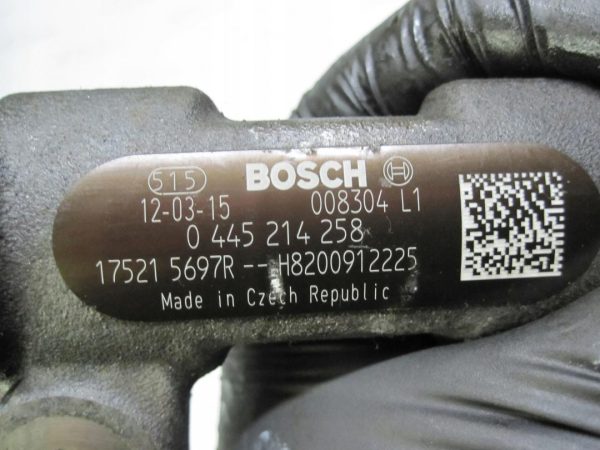 515 BOSCH
12-03-15 008304 L1
0 445 214 258
17521 5697R -- H8200912225
Made in Czech Republic